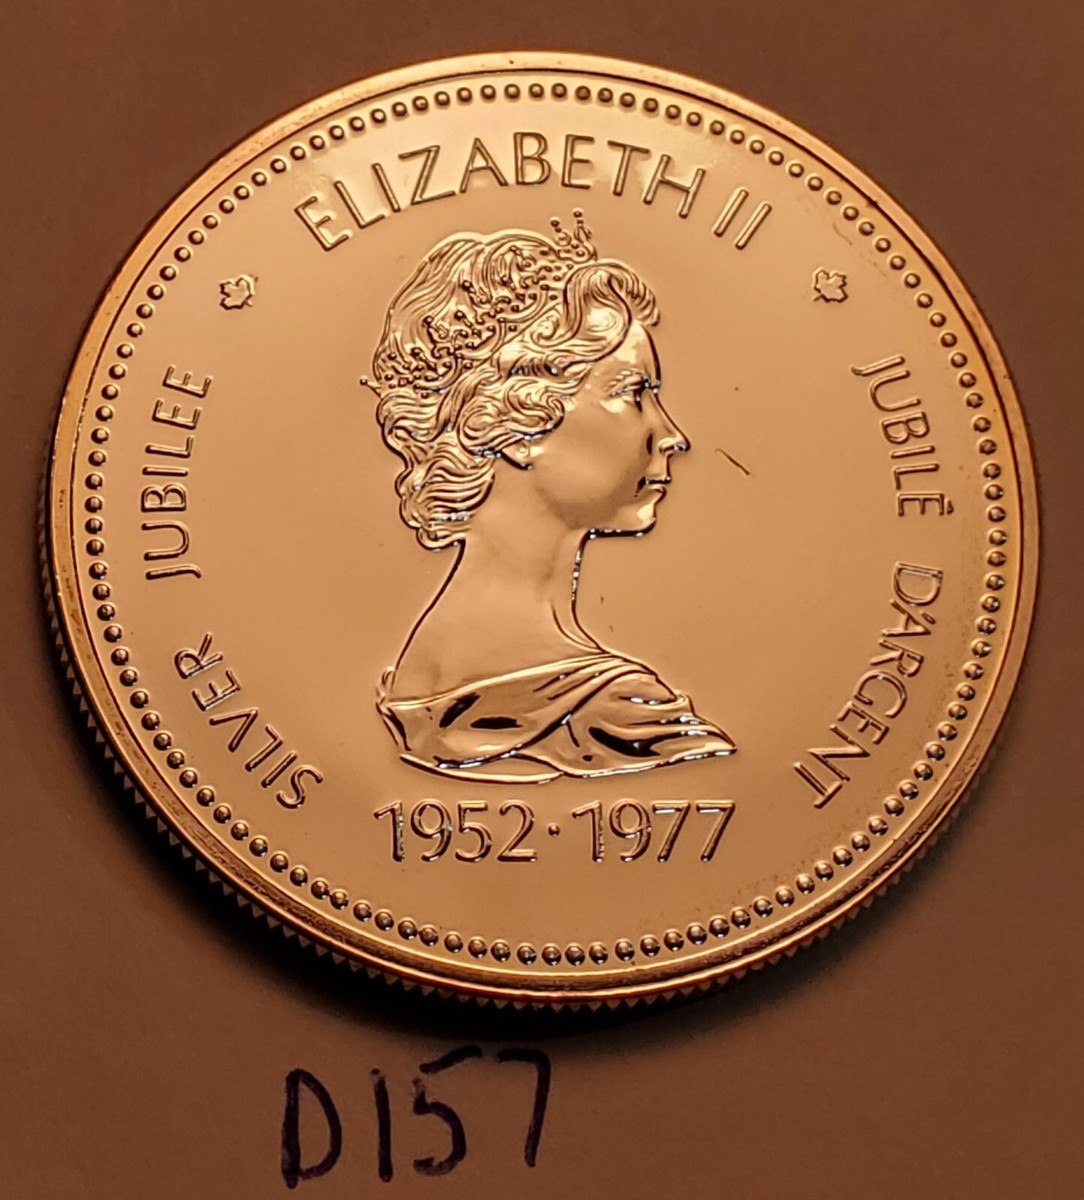 ELIZABETH II
SILVER JUBILEE
JUBILÉ D'ARGENT
1952·1977
D157